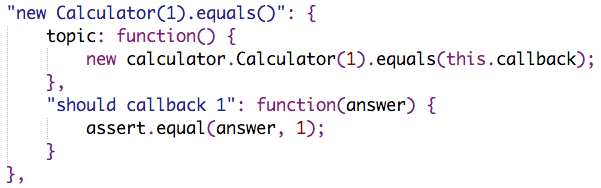 "new Calculator(1).equals()": {
    topic: function() {
        new calculator.Calculator(1).equals(this.callback);
    },
    "should callback 1": function(answer) {
        assert.equal(answer, 1);
    }
},